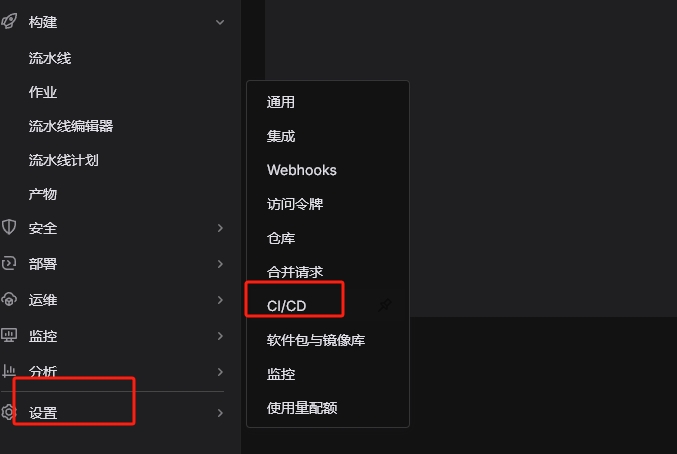 构建
流水线
作业
流水线编辑器
流水线计划
产物
安全
部署
运维
监控
分析
设置
通用
集成
Webhooks
访问令牌
仓库
合并请求
CI/CD
软件包与镜像库
监控
使用量配额